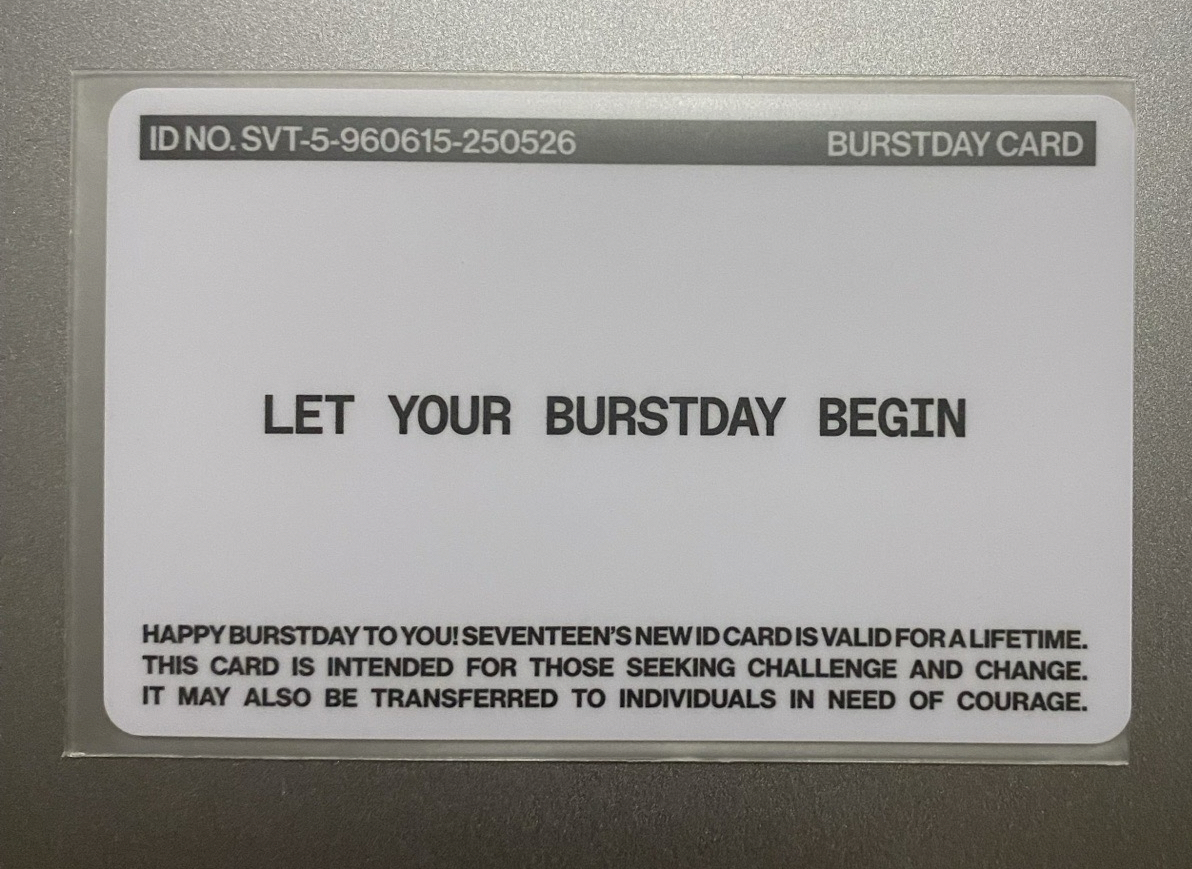 ID NO. SVT-5-960615-250526 BURSTDAY CARD
LET YOUR BURSTDAY BEGIN
HAPPY BURSTDAY TO YOU! SEVENTEEN'S NEW ID CARD IS VALID FOR A LIFETIME.
THIS CARD IS INTENDED FOR THOSE SEEKING CHALLENGE AND CHANGE.
IT MAY ALSO BE TRANSFERRED TO INDIVIDUALS IN NEED OF COURAGE.